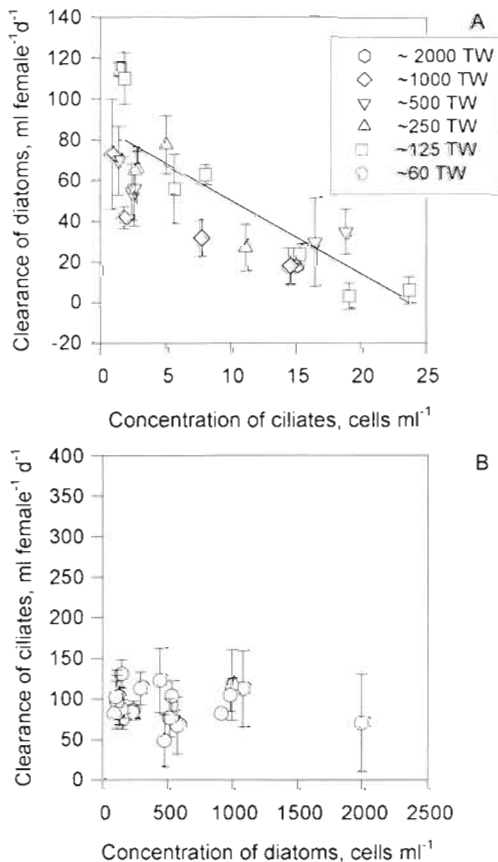 A
140
120
100
80
60
40
20
0
-20
0 5 10 15 20 25
Clearance of diatoms, ml female⁻¹d⁻¹
Concentration of ciliates, cells ml⁻¹
~ 2000 TW
~1000 TW
~500 TW
~250 TW
~125 TW
~60 TW
B
400
350
300
250
200
150
100
50
0
0 500 1000 1500 2000 2500
Clearance of ciliates, ml female⁻¹ d⁻¹
Concentration of diatoms, cells ml⁻¹